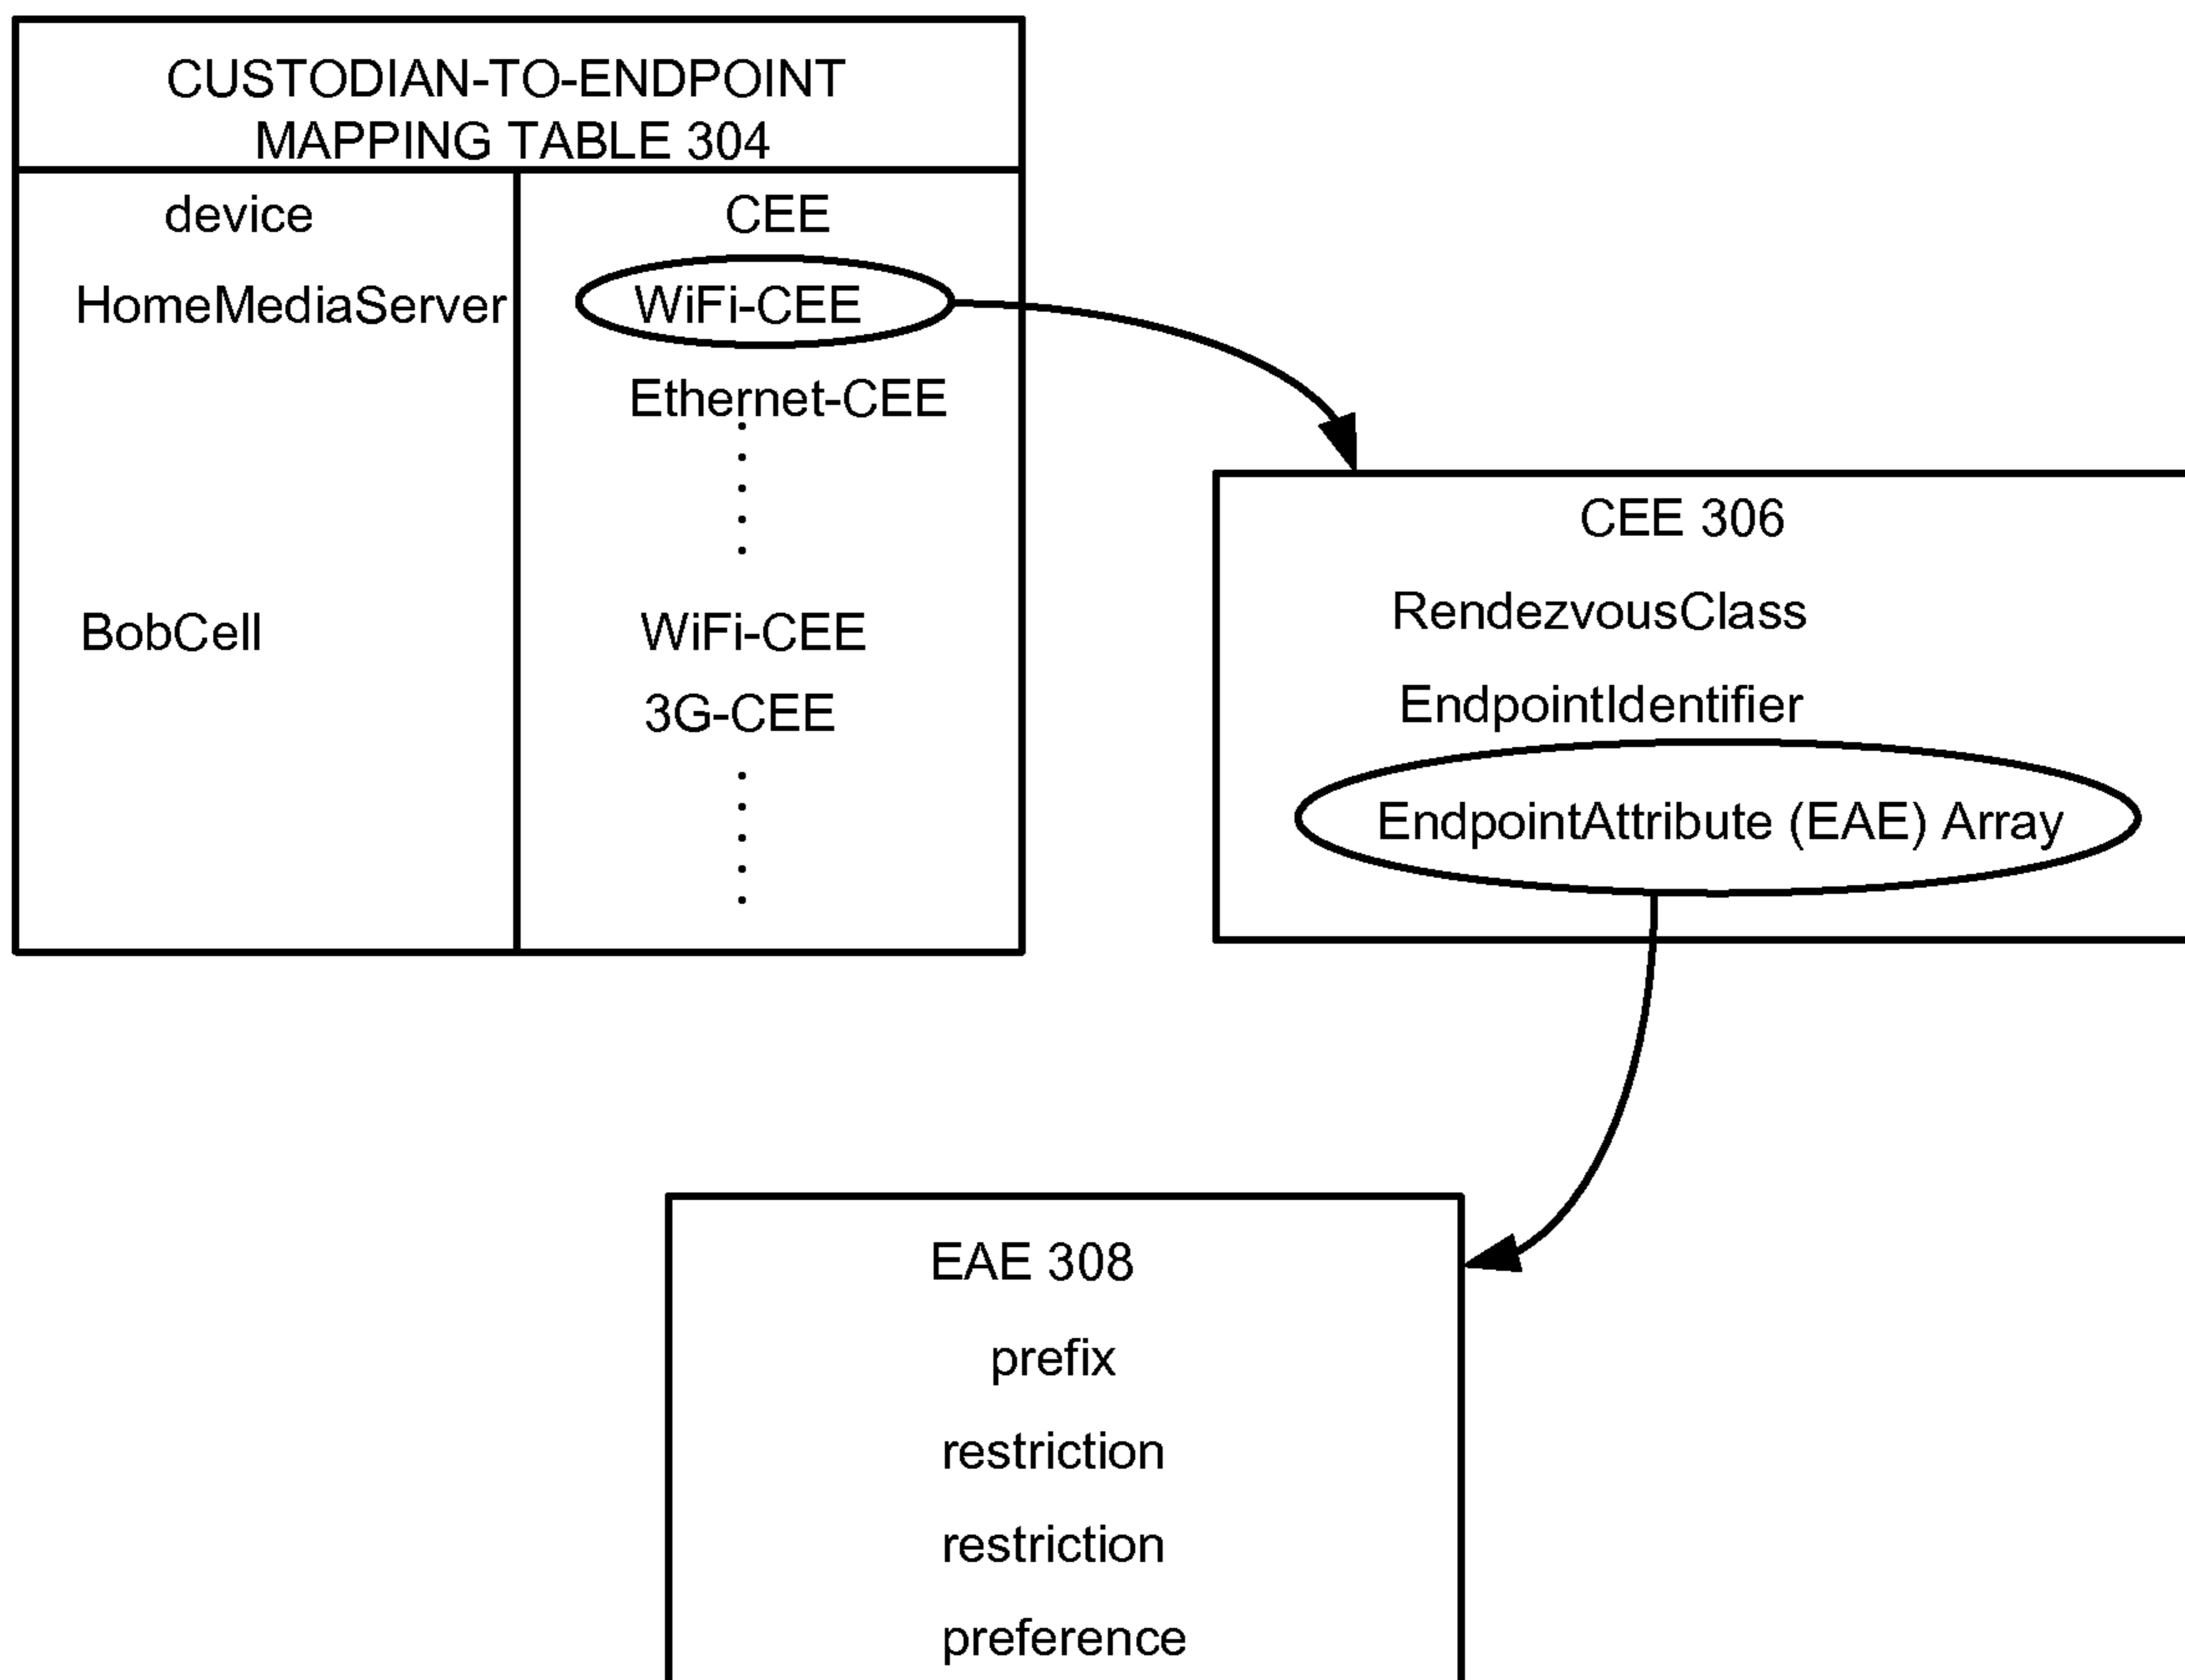 CUSTODIAN-TO-ENDPOINT
MAPPING TABLE 304
device CEE
HomeMediaServer WiFi-CEE
Ethernet-CEE
BobCell WiFi-CEE
3G-CEE
CEE 306
RendezvousClass
EndpointIdentifier
EndpointAttribute (EAE) Array
EAE 308
prefix
restriction
restriction
preference